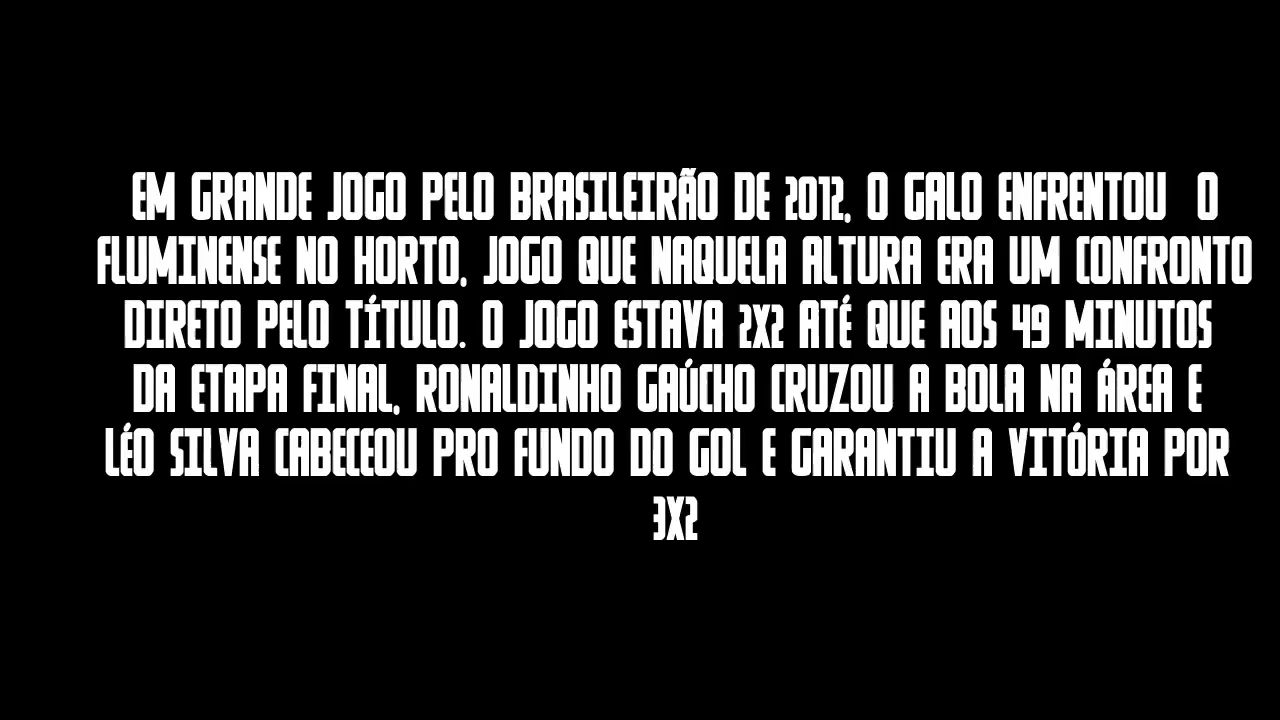 EM GRANDE JOGO PELO BRASILEIRÃO DE 2012, O GALO ENFRENTOU O
FLUMINENSE NO HORTO, JOGO QUE NAQUELA ALTURA ERA UM CONFRONTO
DIRETO PELO TÍTULO. O JOGO ESTAVA 2X2 ATÉ QUE AOS 49 MINUTOS
DA ETAPA FINAL, RONALDINHO GAÚCHO CRUZOU A BOLA NA ÁREA E
LÉO SILVA CABECEOU PRO FUNDO DO GOL E GARANTIU A VITÓRIA POR
3X2